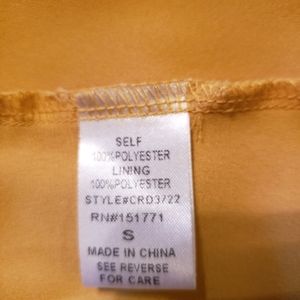 SELF
100%POLYESTER
LINING
100%POLYESTER
STYLE#CRD3722
RN#151771
S
MADE IN CHINA
SEE REVERSE
FOR CARE